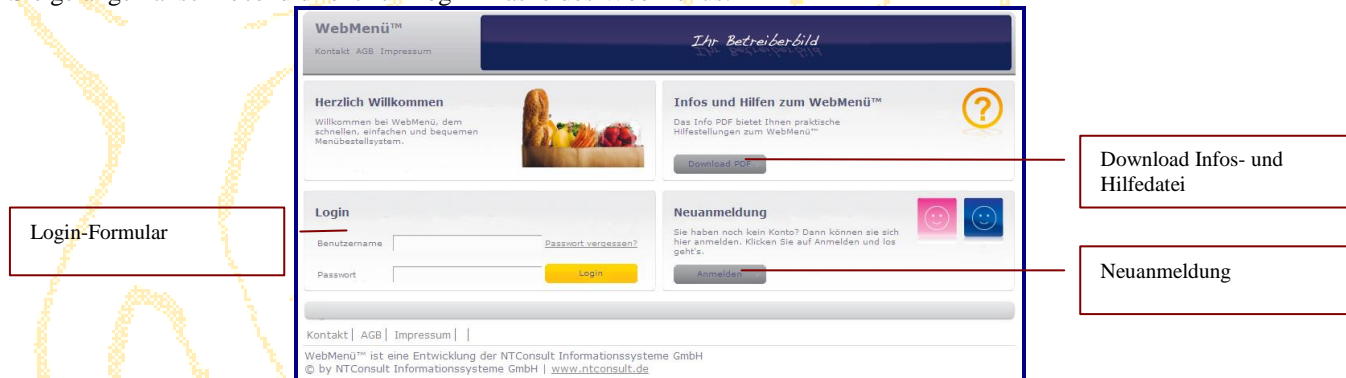 WebMenü™
Kontakt AGB Impressum
Ihr Betreiberbild
Herzlich Willkommen
Willkommen bei WebMenü, dem
schnellen, einfachen und bequemen
Menübestellsystem.
Infos und Hilfen zum WebMenü™
Das Info PDF bietet Ihnen praktische
Hilfestellungen zum WebMenü™
Download PDF
Download Infos- und
Hilfedatei
Login-Formular
Login
Benutzername
Passwort vergessen?
Passwort
Login
Neuanmeldung
Sie haben noch kein Konto? Dann können sie sich
hier anmelden. Klicken Sie auf Anmelden und los
geht's.
Anmelden
Neuanmeldung
Kontakt | AGB | Impressum | |
WebMenü™ ist eine Entwicklung der NTConsult Informationssysteme GmbH
© by NTConsult Informationssysteme GmbH | www.ntconsult.de